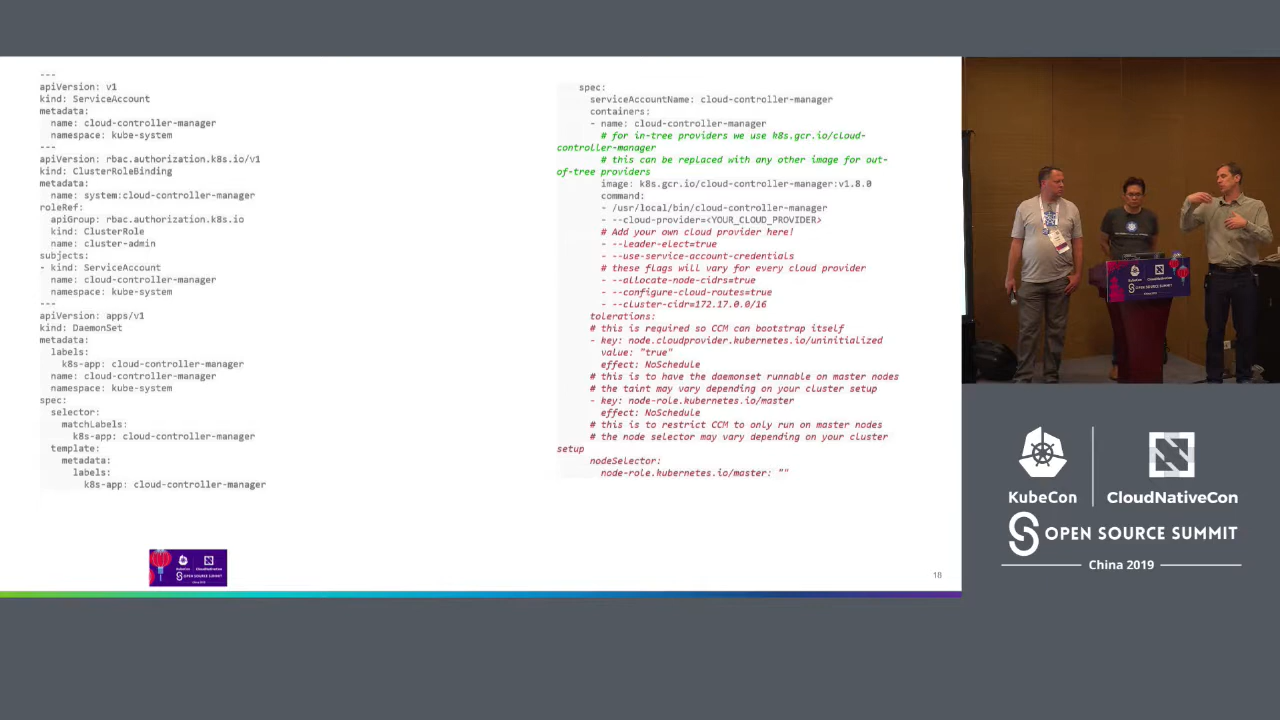 ---
apiVersion: v1
kind: ServiceAccount
metadata:
  name: cloud-controller-manager
  namespace: kube-system
---
apiVersion: rbac.authorization.k8s.io/v1
kind: ClusterRoleBinding
metadata:
  name: system:cloud-controller-manager
roleRef:
  apiGroup: rbac.authorization.k8s.io
  kind: ClusterRole
  name: cluster-admin
subjects:
- kind: ServiceAccount
  name: cloud-controller-manager
  namespace: kube-system
---
apiVersion: apps/v1
kind: DaemonSet
metadata:
  labels:
    k8s-app: cloud-controller-manager
  name: cloud-controller-manager
  namespace: kube-system
spec:
  selector:
    matchLabels:
      k8s-app: cloud-controller-manager
  template:
    metadata:
      labels:
        k8s-app: cloud-controller-manager
    spec:
      serviceAccountName: cloud-controller-manager
      containers:
      - name: cloud-controller-manager
        # for in-tree providers we use k8s.gcr.io/cloud-
controller-manager
        # this can be replaced with any other image for out-
of-tree providers
        image: k8s.gcr.io/cloud-controller-manager:v1.8.0
        command:
        - /usr/local/bin/cloud-controller-manager
        - --cloud-provider=<YOUR_CLOUD_PROVIDER>
        # Add your own cloud provider here!
        - --leader-elect=true
        - --use-service-account-credentials
        # these flags will vary for every cloud provider
        - --allocate-node-cidrs=true
        - --configure-cloud-routes=true
        - --cluster-cidr=172.17.0.0/16
      tolerations:
      # this is required so CCM can bootstrap itself
      - key: node.cloudprovider.kubernetes.io/uninitialized
        value: "true"
        effect: NoSchedule
      # this is to have the daemonset runnable on master nodes
      # the taint may vary depending on your cluster setup
      - key: node-role.kubernetes.io/master
        effect: NoSchedule
      # this is to restrict CCM to only run on master nodes
      # the node selector may vary depending on your cluster
setup
      nodeSelector:
        node-role.kubernetes.io/master: ""
18
KubeCon
CloudNativeCon
OPEN SOURCE SUMMIT
KubeCon
CloudNativeCon
OPEN SOURCE SUMMIT
China 2019